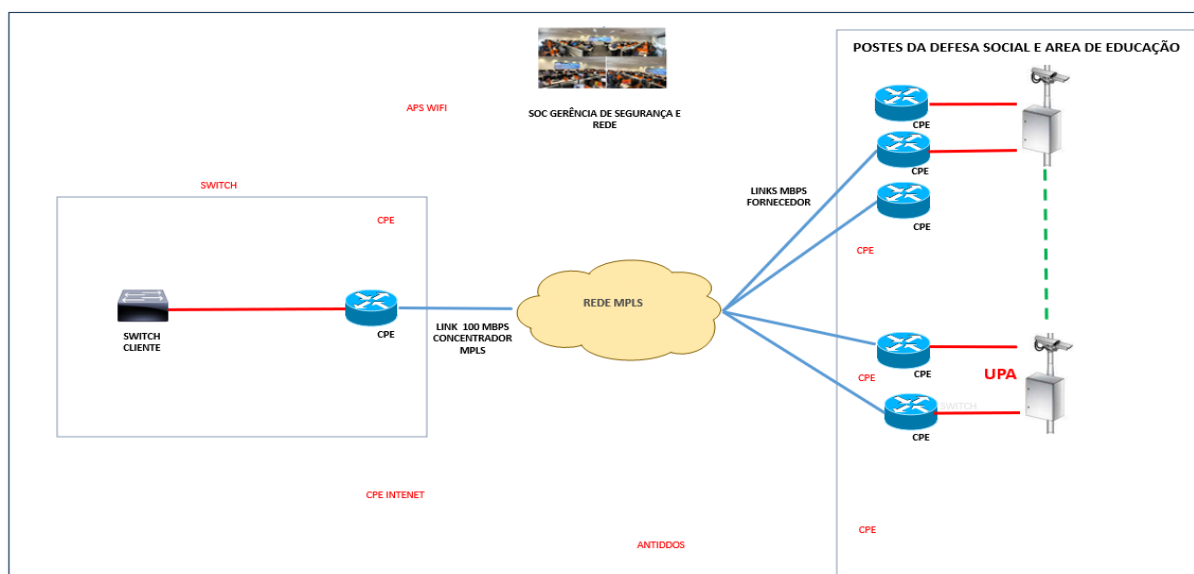 POSTES DA DEFESA SOCIAL E AREA DE EDUCAÇÃO
APS WIFI
SOC GERÊNCIA DE SEGURANÇA E
REDE
CPE
CPE
SWITCH
LINKS MBPS
FORNECEDOR
CPE
CPE
CPE
REDE MPLS
SWITCH
CLIENTE
CPE
LINK 100 MBPS
CONCENTRADOR
MPLS
CPE
CPE
UPA
SWITCH
CPE
CPE INTENET
CPE
ANTIDDOS